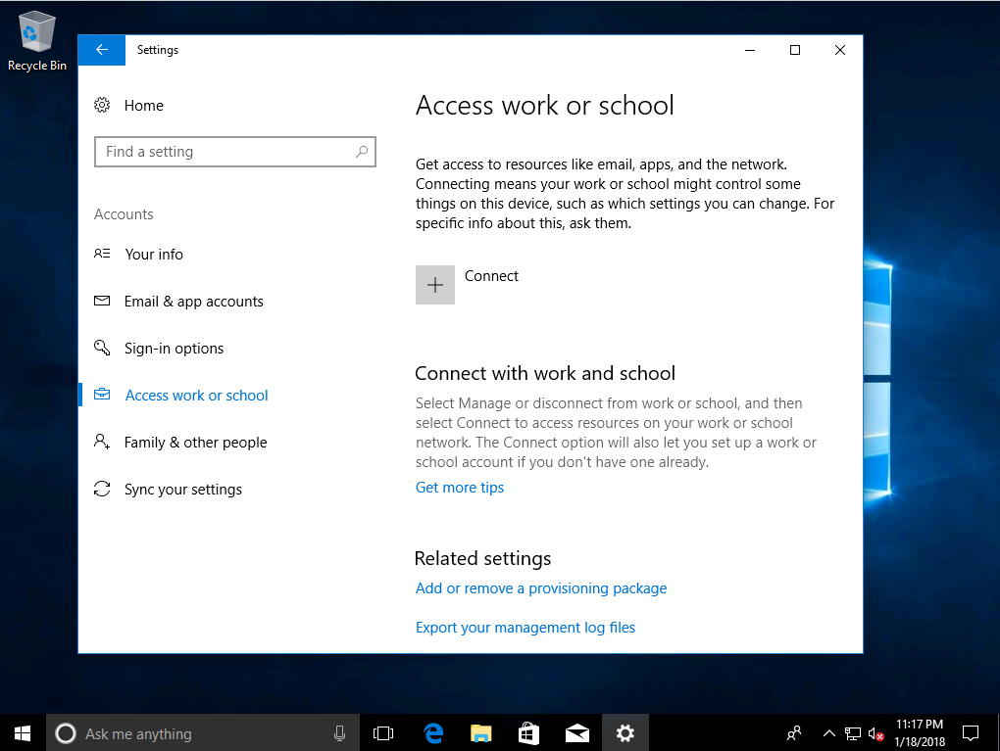 Recycle Bin
Settings
Home
Find a setting
Accounts
Your info
Email & app accounts
Sign-in options
Access work or school
Family & other people
Sync your settings
Access work or school
Get access to resources like email, apps, and the network.
Connecting means your work or school might control some
things on this device, such as which settings you can change. For
specific info about this, ask them.
Connect
Connect with work and school
Select Manage or disconnect from work or school, and then
select Connect to access resources on your work or school
network. The Connect option will also let you set up a work or
school account if you don't have one already.
Get more tips
Related settings
Add or remove a provisioning package
Export your management log files
Ask me anything
11:17 PM
1/18/2018